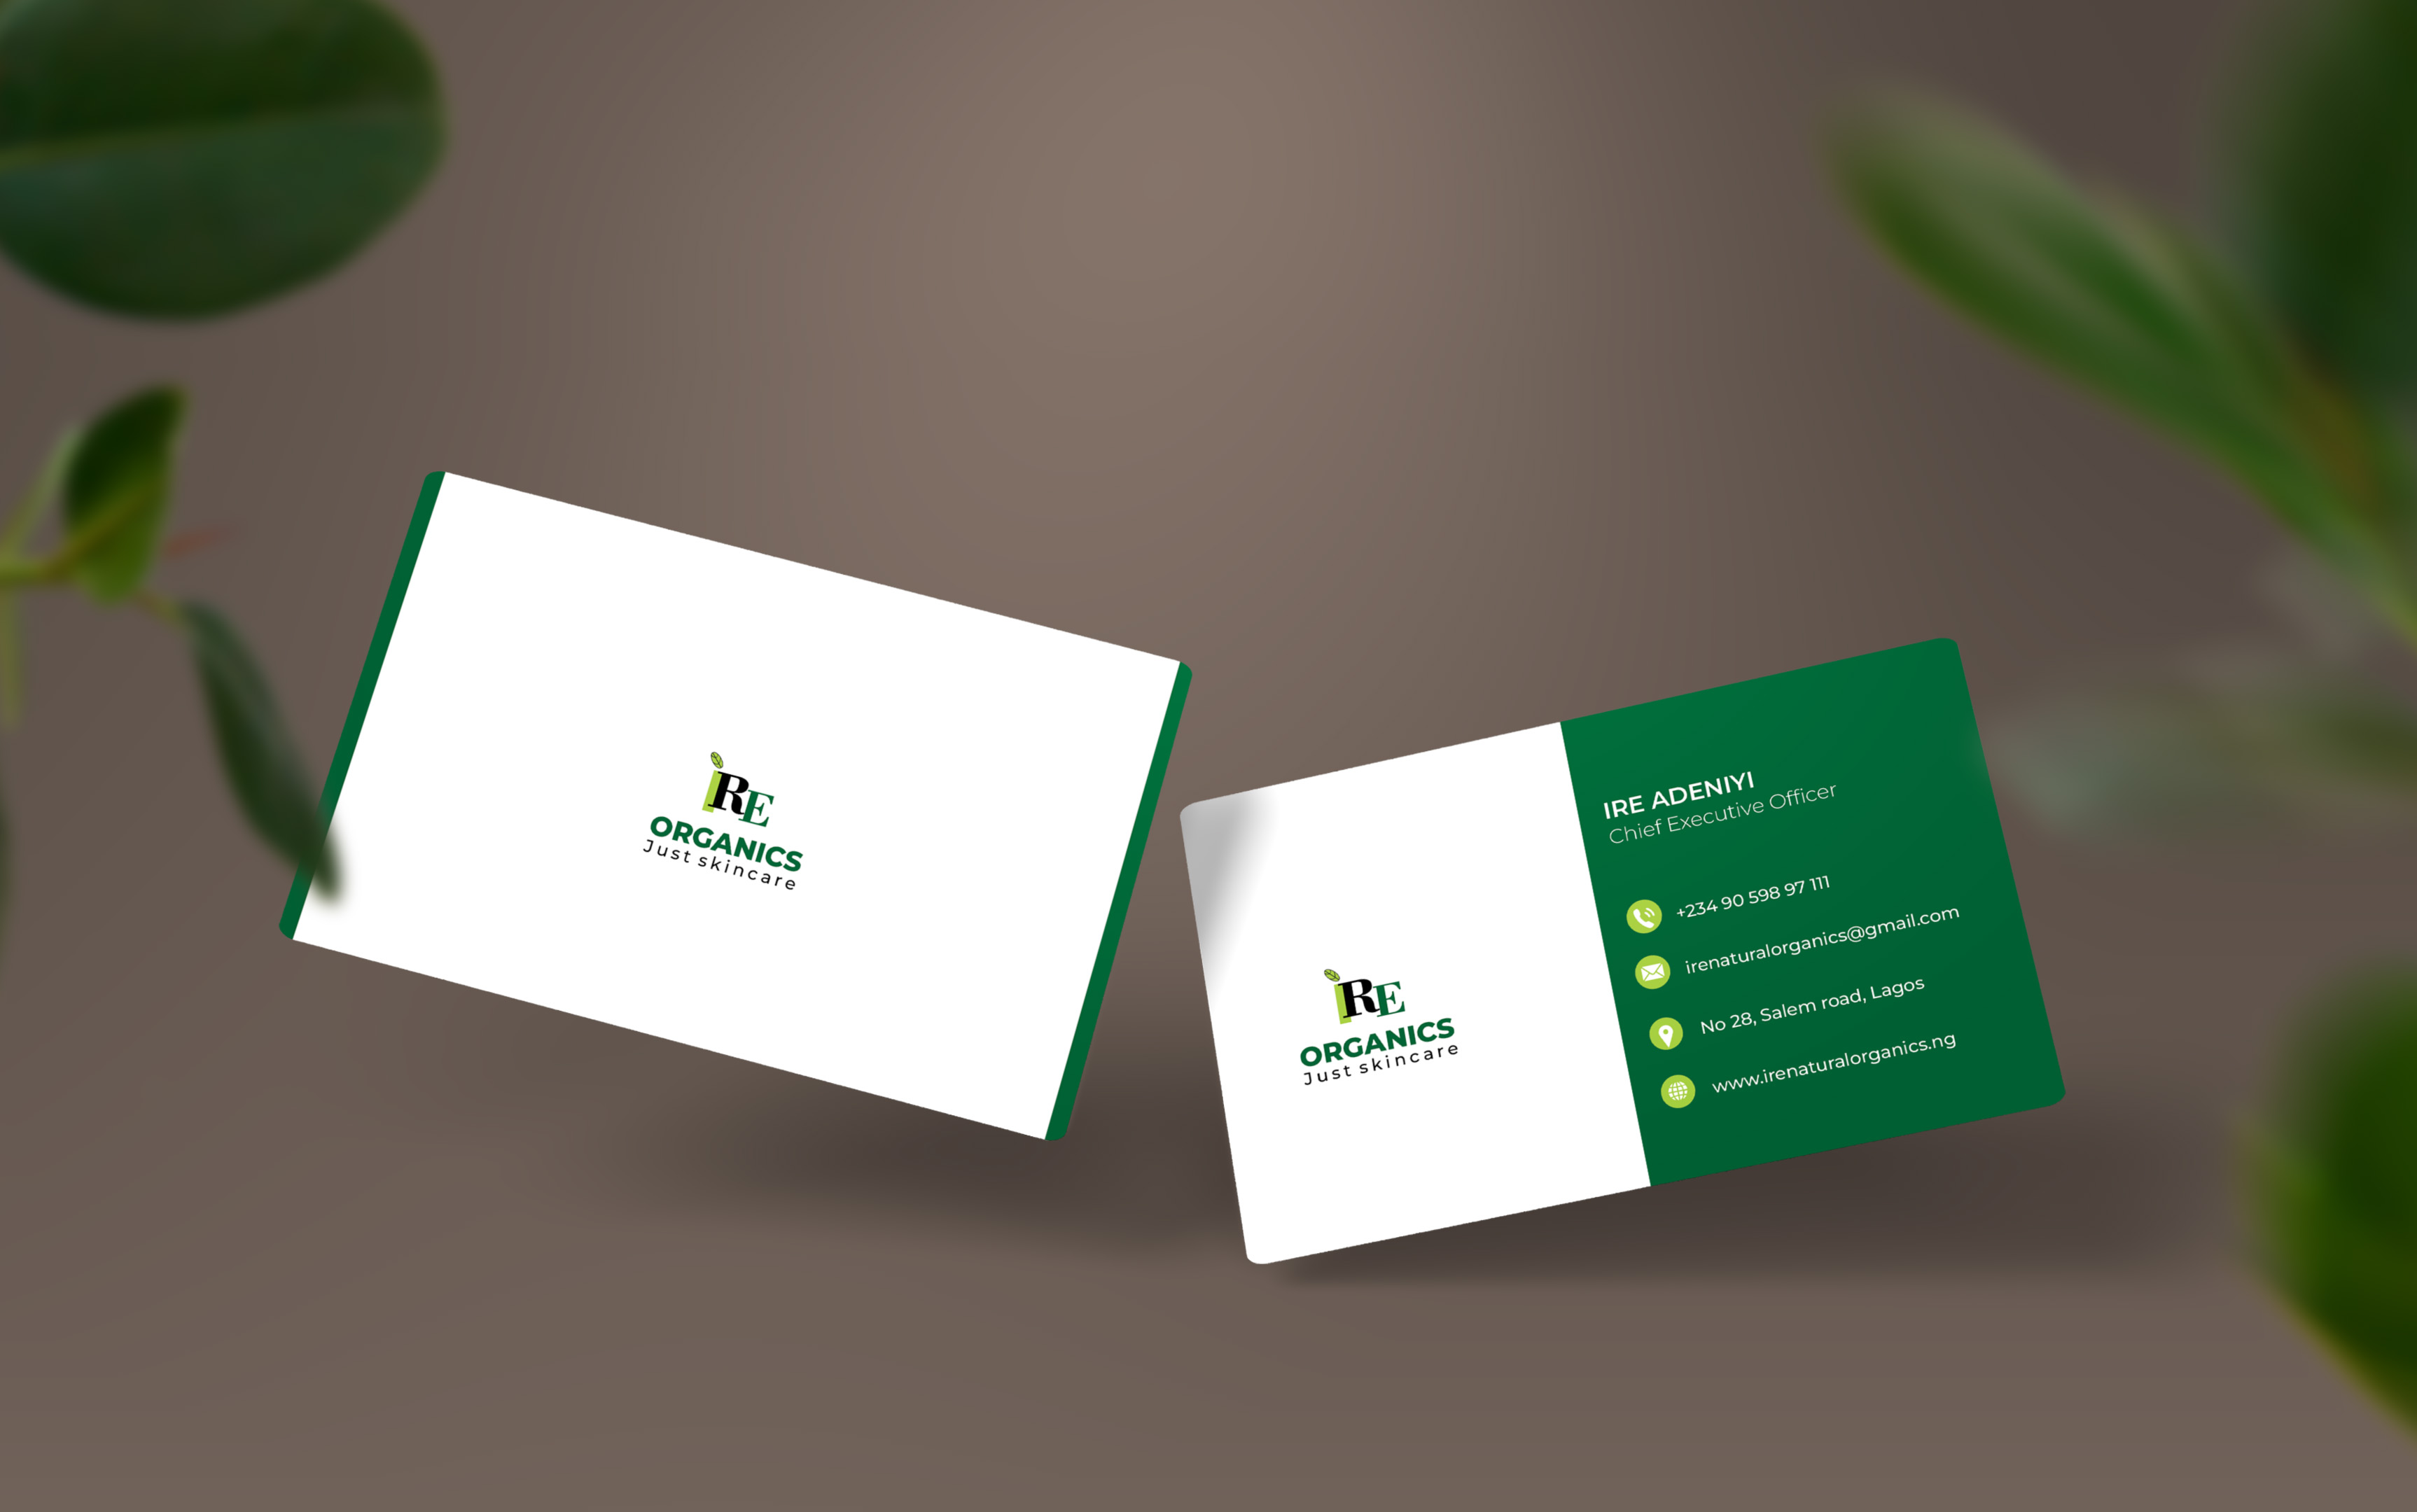 IRE
ORGANICS
Just skincare
IRE
ORGANICS
Just skincare
IRE ADENIYI
Chief Executive Officer
+234 90 598 97 111
irenaturalorganics@gmail.com
No 28, Salem road, Lagos
www.irenaturalorganics.ng